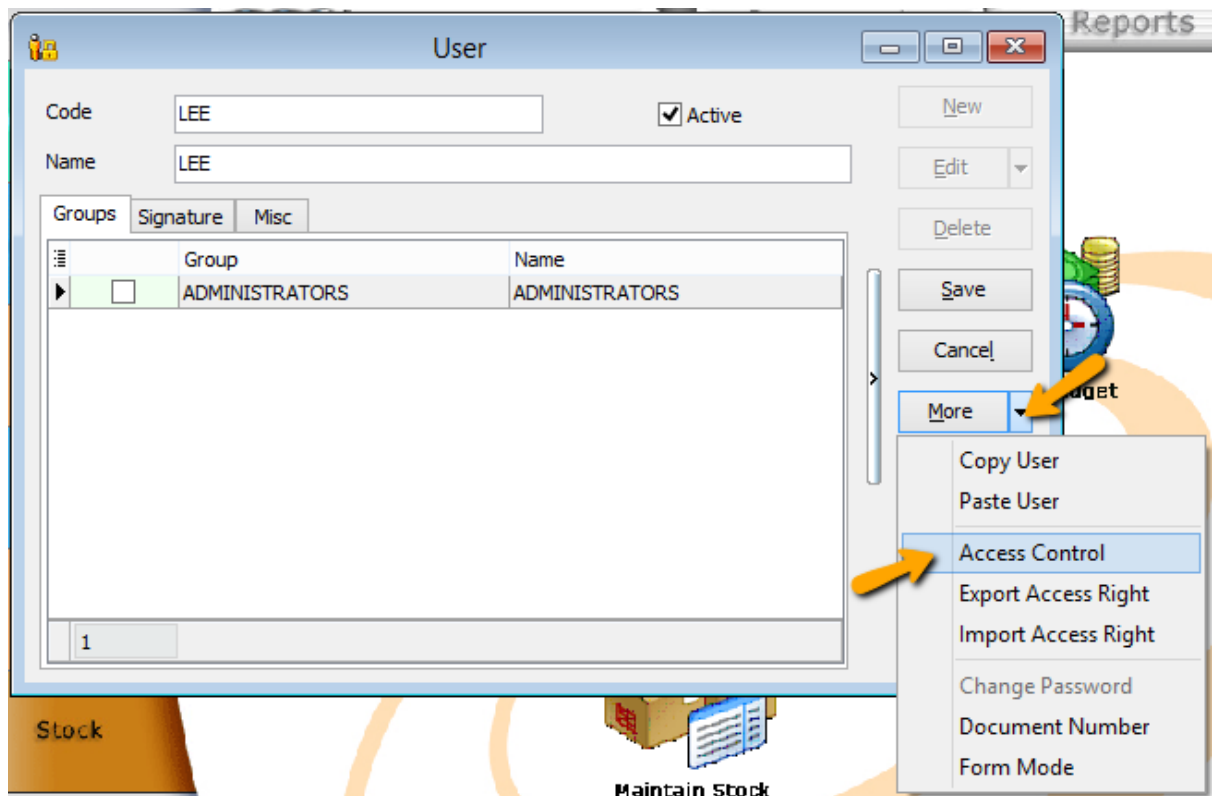 Reports
User
Code
LEE
Active
New
Name
LEE
Edit
Groups
Signature
Misc
Delete
Group
Name
ADMINISTRATORS
ADMINISTRATORS
Save
Cancel
More
Copy User
Paste User
Access Control
Export Access Right
Import Access Right
1
Change Password
Document Number
Form Mode
Stock
Maintain Stock